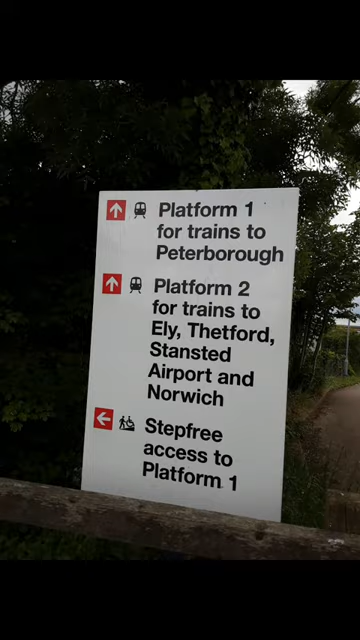 Platform 1
for trains to
Peterborough
Platform 2
for trains to
Ely, Thetford,
Stansted
Airport and
Norwich
Stepfree
access to
Platform 1